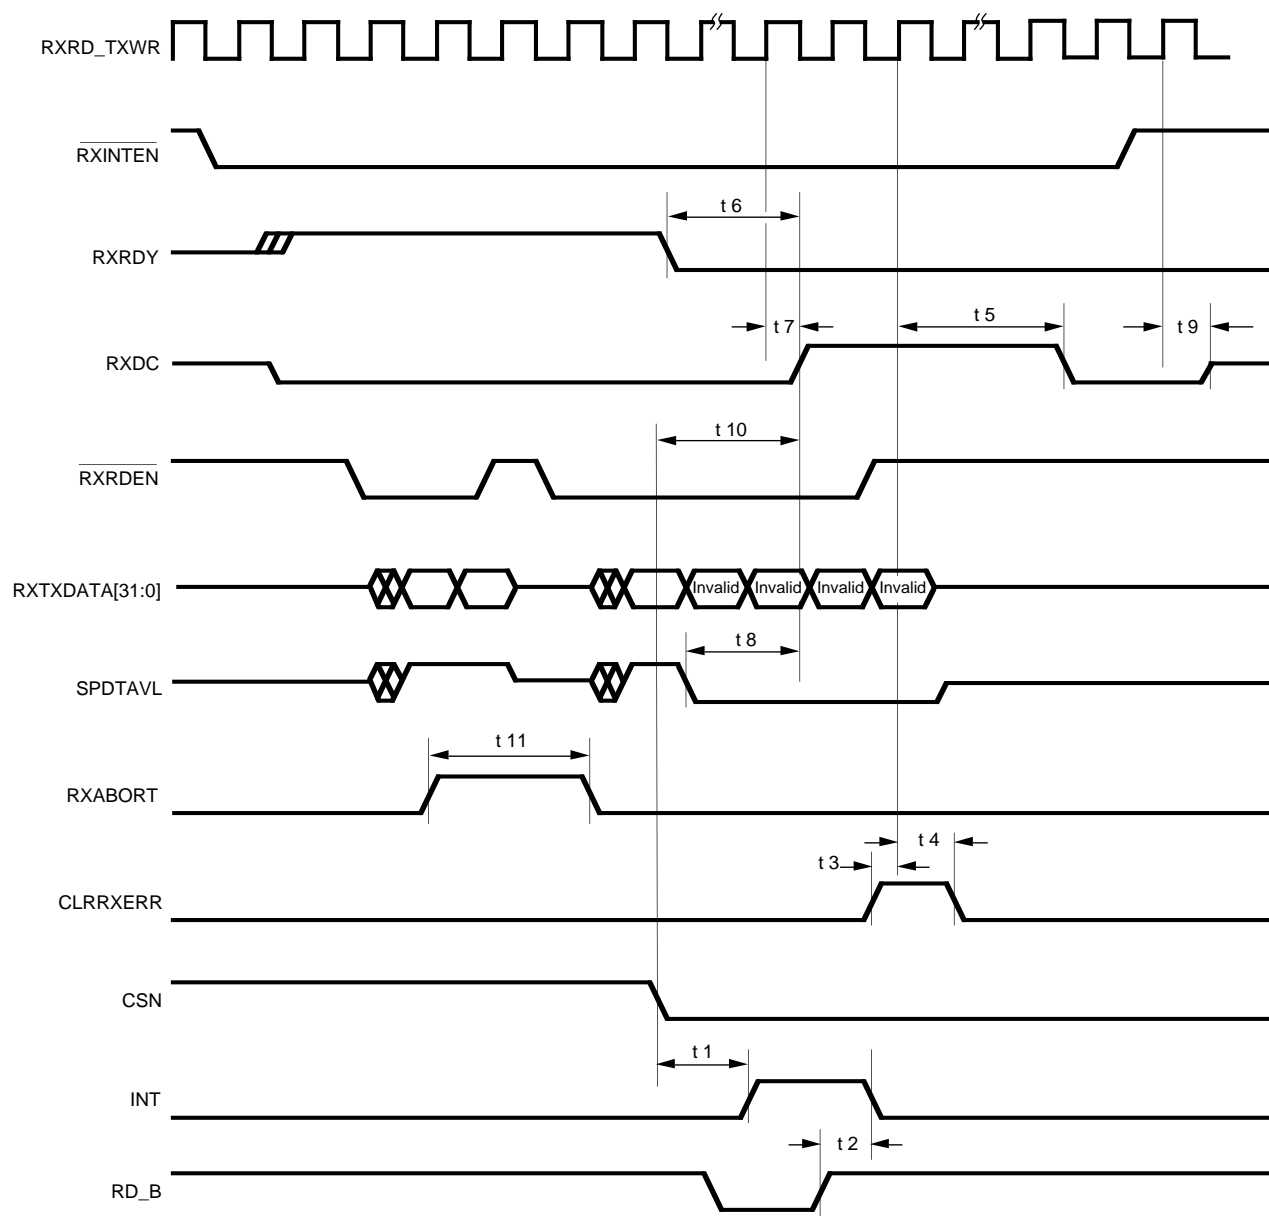 RXRD_TXWR
RXINTEN
t 6
RXRDY
t 7
t 5
t 9
RXDC
t 10
RXRDEN
RXTXDATA[31:0]
Invalid Invalid Invalid Invalid
t 8
SPDTAVL
t 11
RXABORT
t 4
t 3
CLRRXERR
CSN
t 1
INT
t 2
RD_B